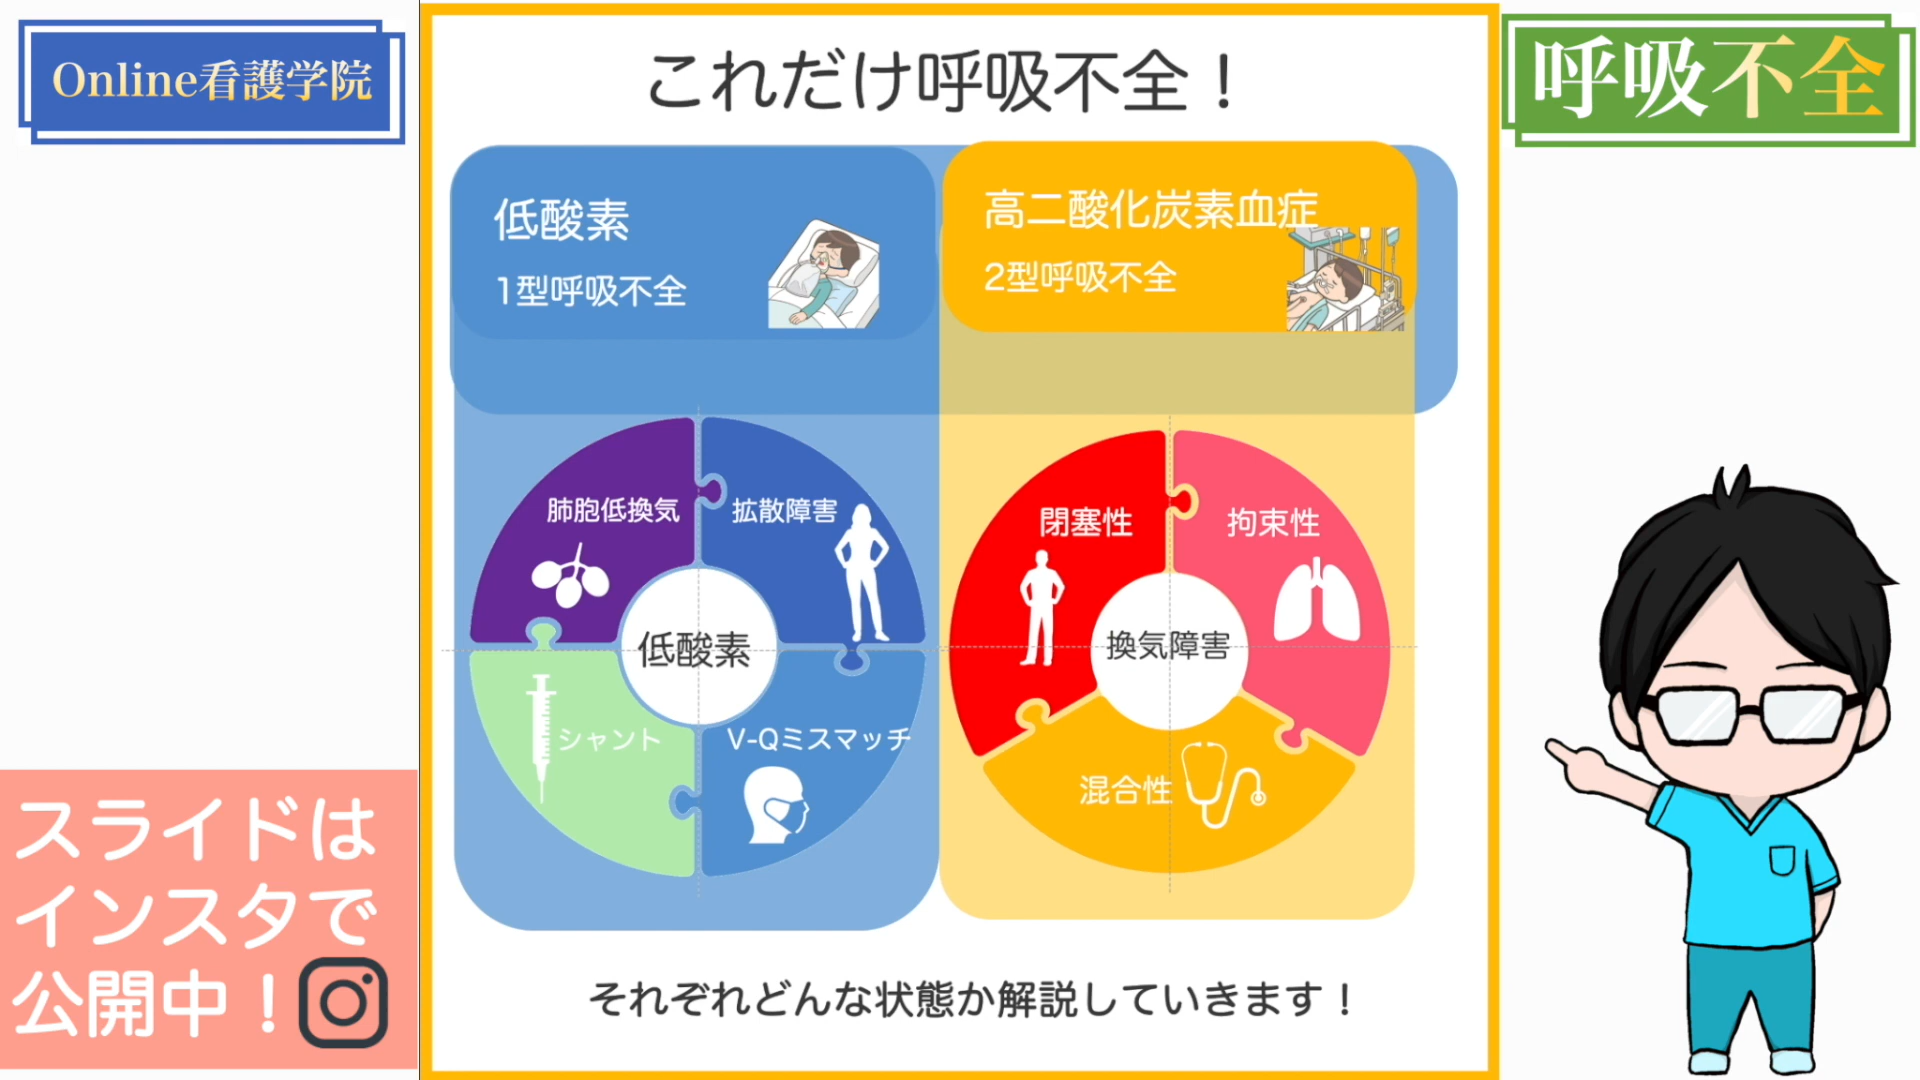 Online看護学院
これだけ呼吸不全！
呼吸不全
低酸素
1型呼吸不全
高二酸化炭素血症
2型呼吸不全
肺胞低換気
拡散障害
低酸素
シャント
V-Qミスマッチ
閉塞性
拘束性
換気障害
混合性
それぞれどんな状態か解説していきます！
スライドは
インスタで
公開中！